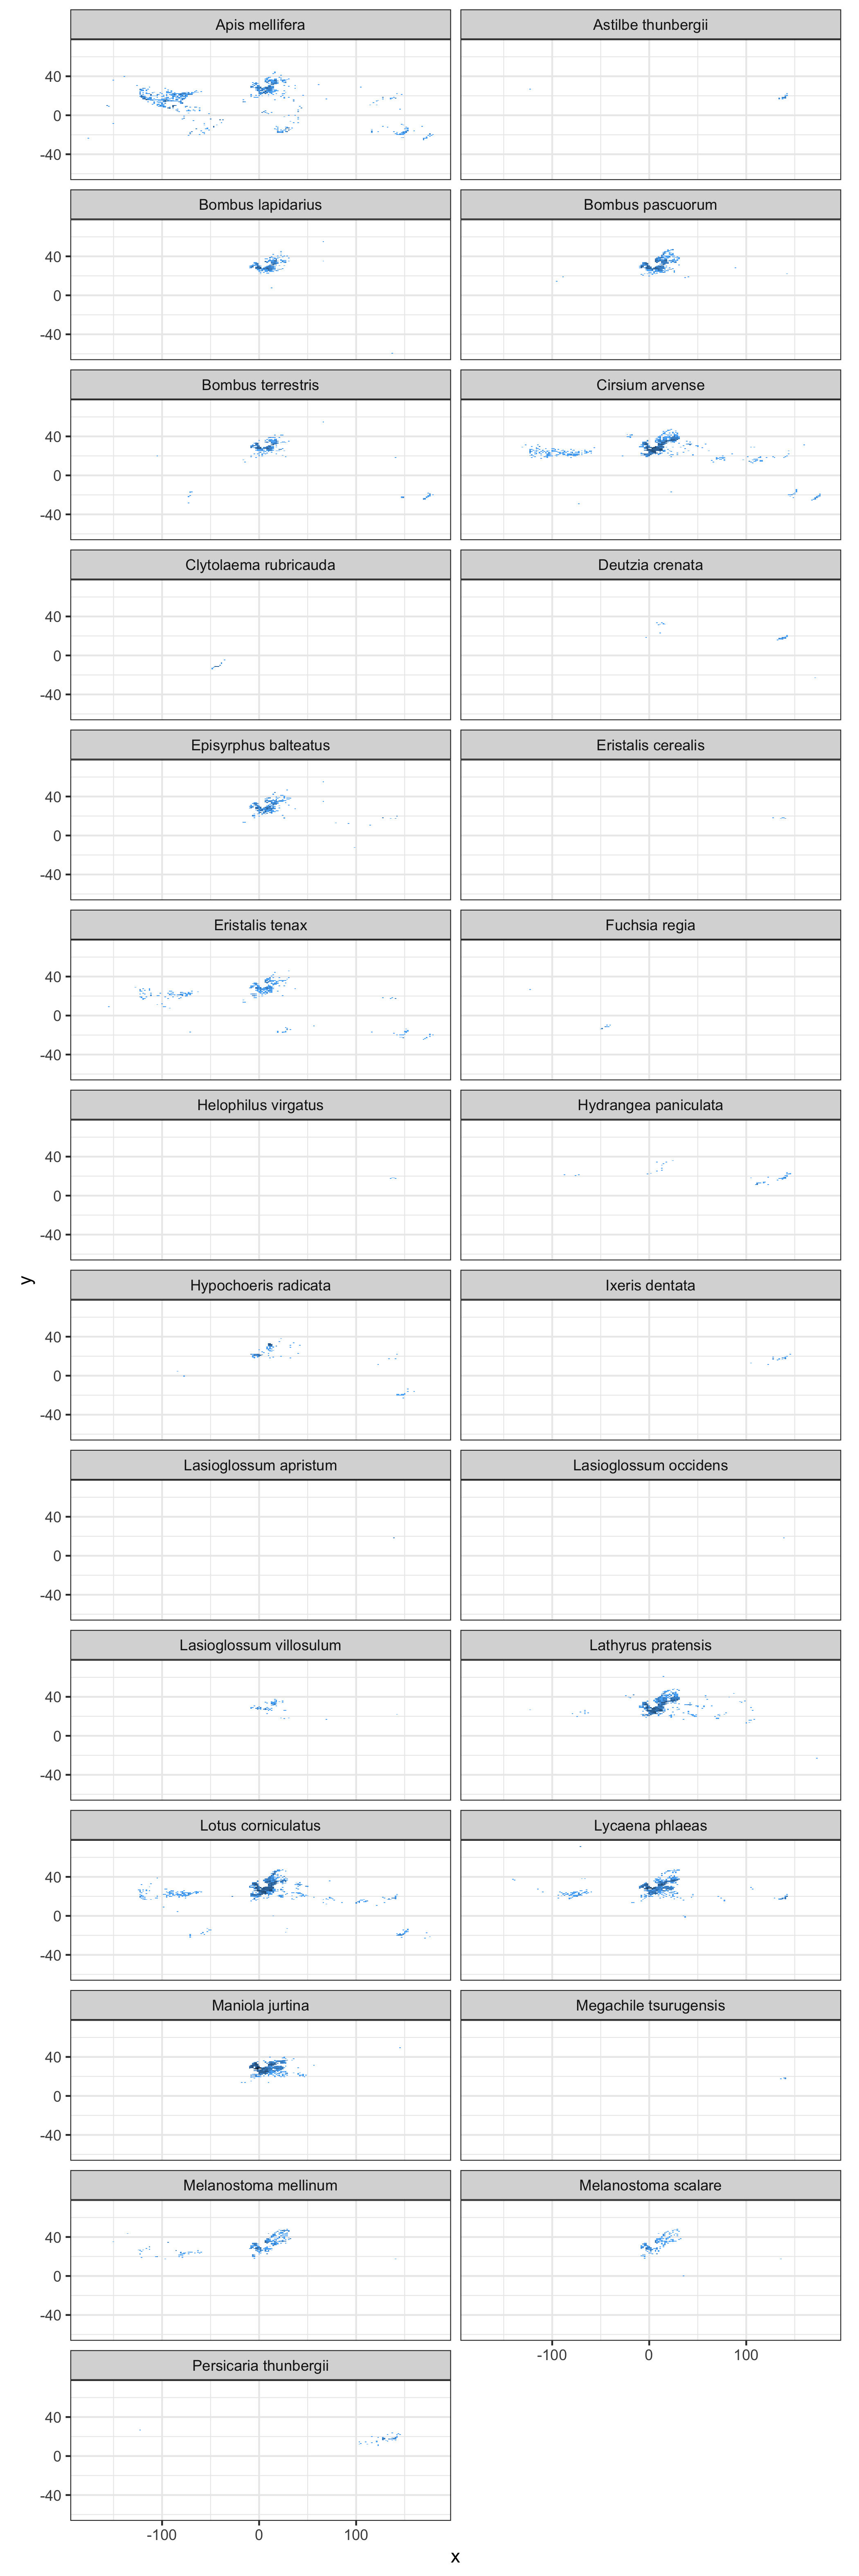 Apis mellifera
Astilbe thunbergii
40
0
-40
Bombus lapidarius
Bombus pascuorum
40
0
-40
Bombus terrestris
Cirsium arvense
40
0
-40
Clytolaema rubricauda
Deutzia crenata
40
0
-40
Episyrphus balteatus
Eristalis cerealis
40
0
-40
Eristalis tenax
Fuchsia regia
40
0
-40
Helophilus virgatus
Hydrangea paniculata
40
0
-40
y
Hypochoeris radicata
Ixeris dentata
40
0
-40
Lasioglossum apristum
Lasioglossum occidens
40
0
-40
Lasioglossum villosulum
Lathyrus pratensis
40
0
-40
Lotus corniculatus
Lycaena phlaeas
40
0
-40
Maniola jurtina
Megachile tsurugensis
40
0
-40
Melanostoma mellinum
Melanostoma scalare
40
0
-40
-100 0 100
Persicaria thunbergii
40
0
-40
-100 0 100
x